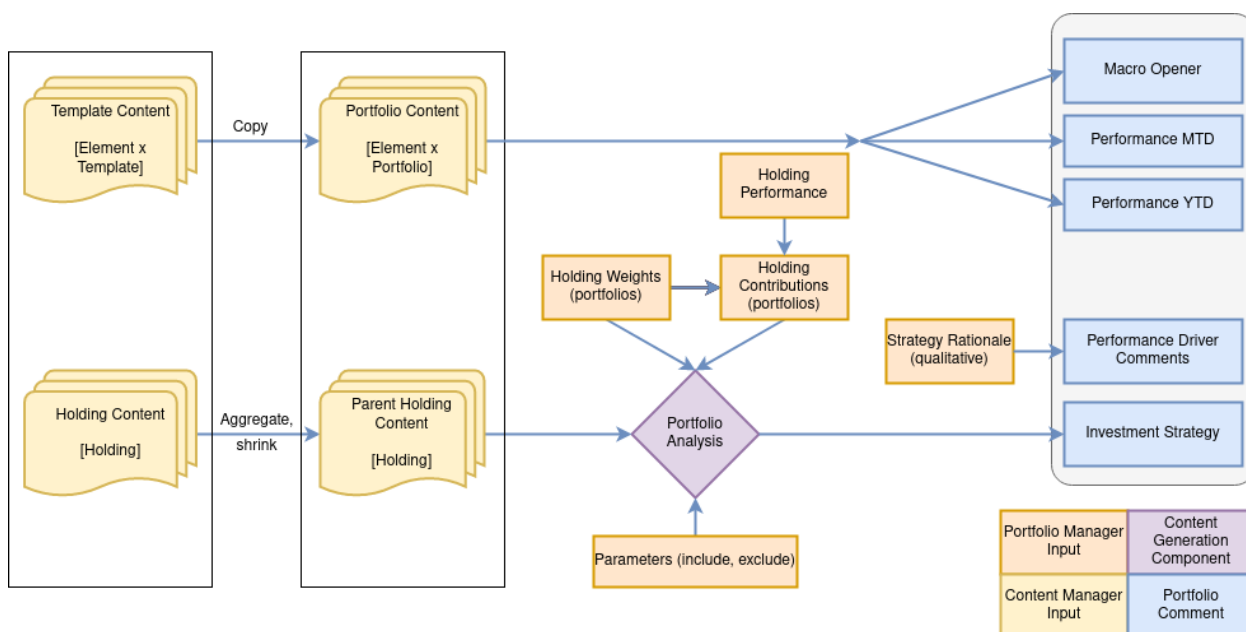 Template Content
[Element x
Template]
Copy
Portfolio Content
[Element x
Portfolio]
Macro Opener
Performance MTD
Performance YTD
Holding
Performance
Holding Weights
(portfolios)
Holding
Contributions
(portfolios)
Strategy Rationale
(qualitative)
Performance Driver
Comments
Holding Content
[Holding]
Aggregate,
shrink
Parent Holding
Content
[Holding]
Portfolio
Analysis
Investment Strategy
Parameters (include, exclude)
Portfolio Manager
Input
Content
Generation
Component
Content Manager
Input
Portfolio
Comment